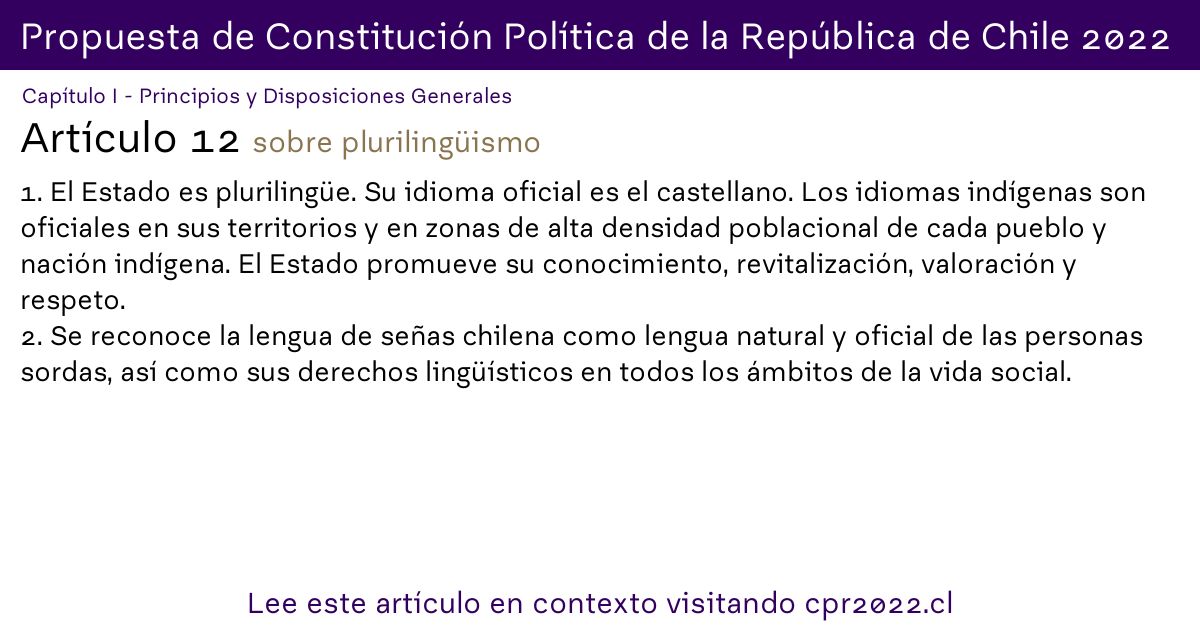 Propuesta de Constitución Política de la República de Chile 2022
Capítulo I - Principios y Disposiciones Generales
Artículo 12 sobre plurilingüismo
1. El Estado es plurilingüe. Su idioma oficial es el castellano. Los idiomas indígenas son
oficiales en sus territorios y en zonas de alta densidad poblacional de cada pueblo y
nación indígena. El Estado promueve su conocimiento, revitalización, valoración y
respeto.
2. Se reconoce la lengua de señas chilena como lengua natural y oficial de las personas
sordas, así como sus derechos lingüísticos en todos los ámbitos de la vida social.
Lee este artículo en contexto visitando cpr2022.cl